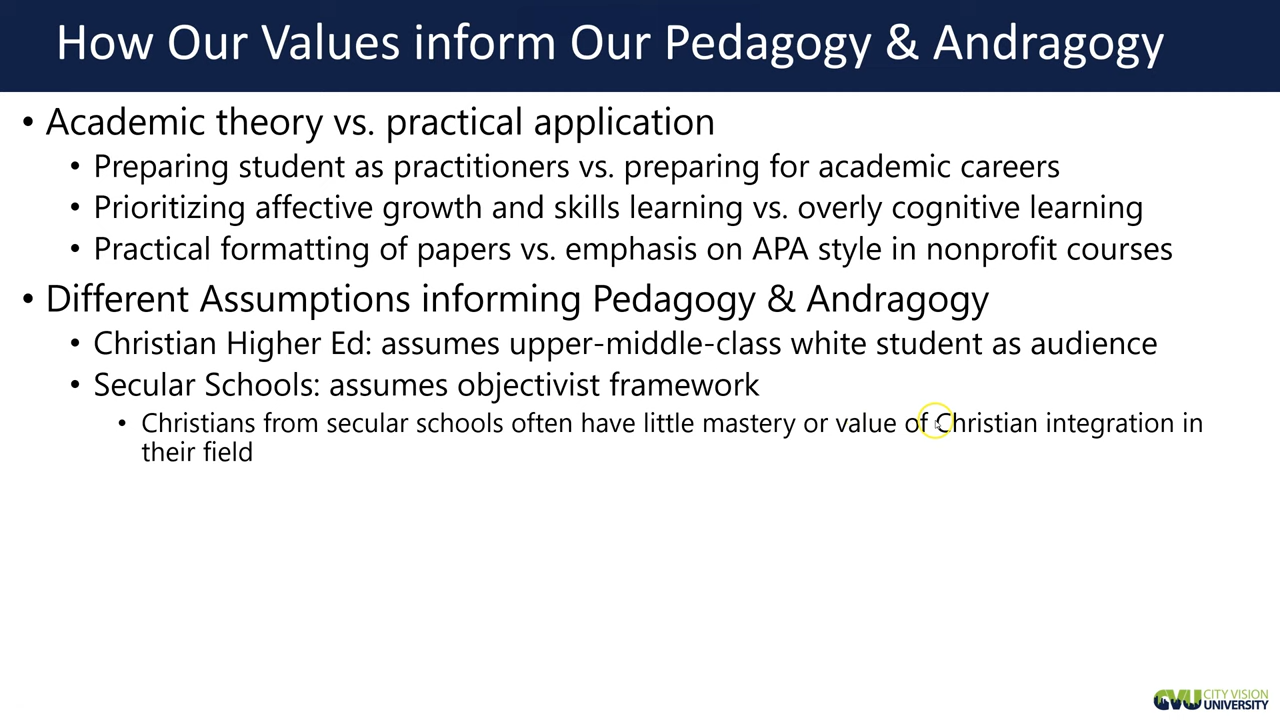 How Our Values inform Our Pedagogy & Andragogy
• Academic theory vs. practical application
• Preparing student as practitioners vs. preparing for academic careers
• Prioritizing affective growth and skills learning vs. overly cognitive learning
• Practical formatting of papers vs. emphasis on APA style in nonprofit courses
• Different Assumptions informing Pedagogy & Andragogy
• Christian Higher Ed: assumes upper-middle-class white student as audience
• Secular Schools: assumes objectivist framework
• Christians from secular schools often have little mastery or value of Christian integration in
their field
CVU CITY VISION
UNIVERSITY